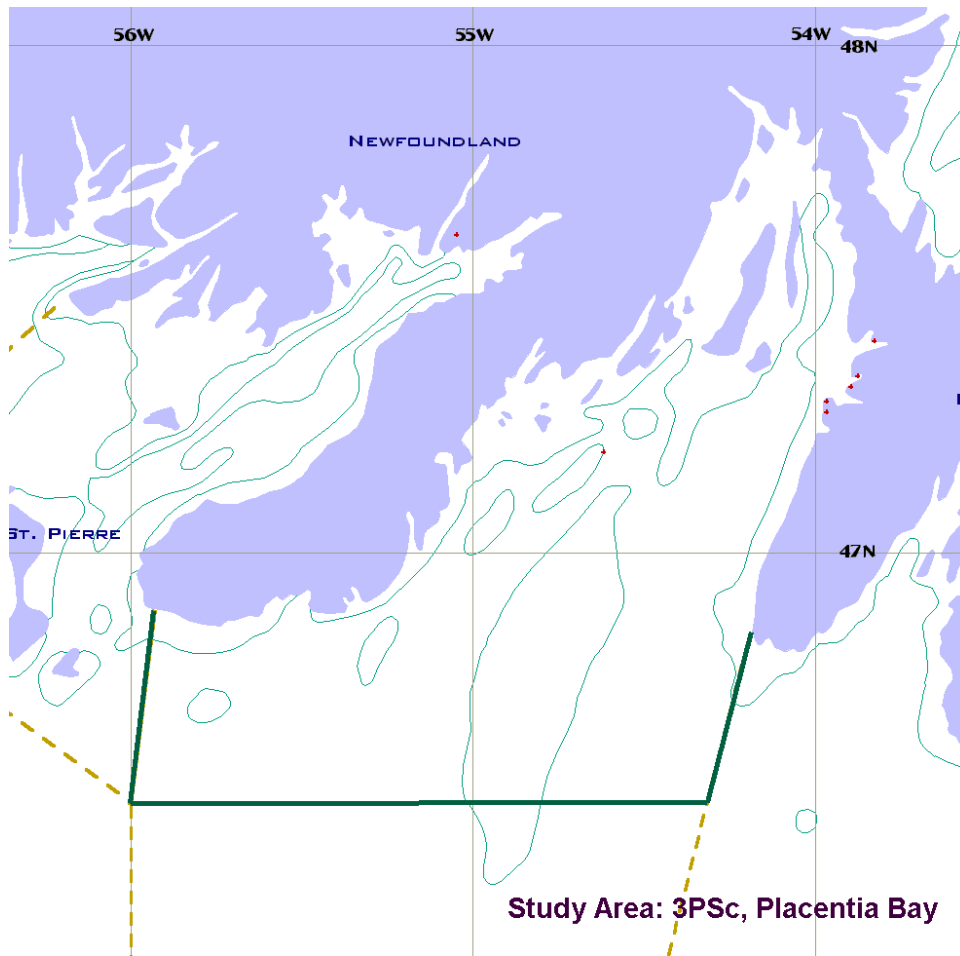 56W 55W 54W
48N
NEWFOUNDLAND
ST. PIERRE
47N
Study Area: 3PSc, Placentia Bay